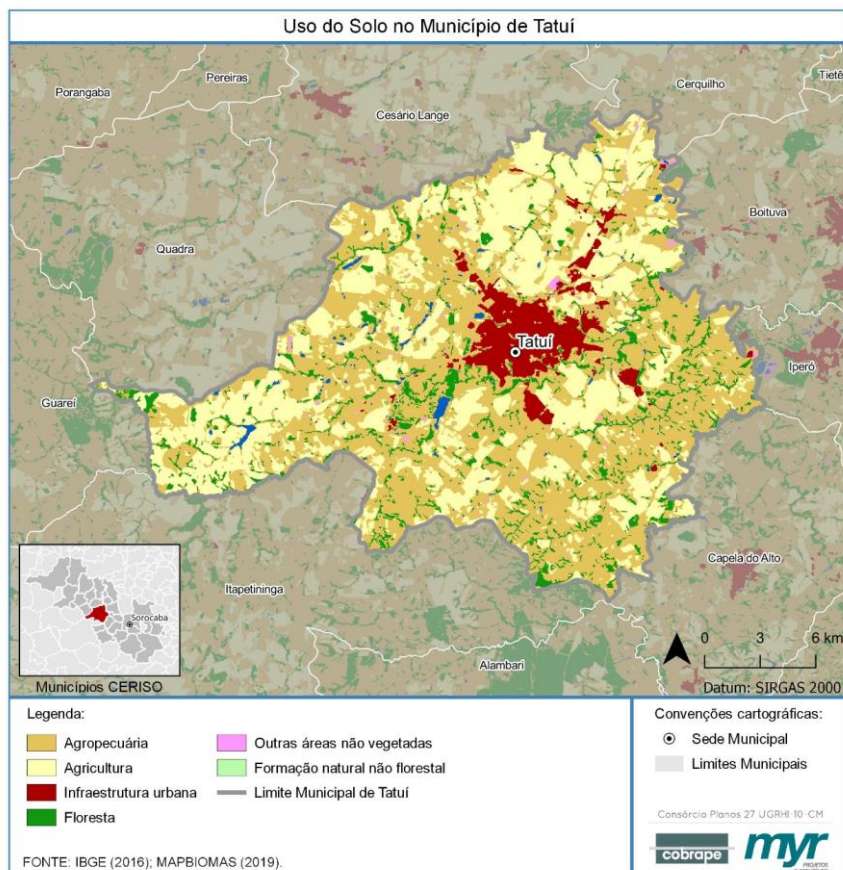 Uso do Solo no Município de Tatuí
Porangaba
Pereiras
Cesário Lange
Cerquilho
Tietê
Quadra
Boituva
Tatuí
Iperó
Guareí
Capela do Alto
Itapetininga
Alambari
Sorocaba
Municípios CERISO
0 3 6 km
Datum: SIRGAS 2000
Legenda:
Agropecuária
Agricultura
Infraestrutura urbana
Floresta
Outras áreas não vegetadas
Formação natural não florestal
Limite Municipal de Tatuí
FONTE: IBGE (2016); MAPBIOMAS (2019).
Convenções cartográficas:
Sede Municipal
Limites Municipais
Consórcio Planos 27 UGRHI-10-CM
cobrape
myr
PROJETOS